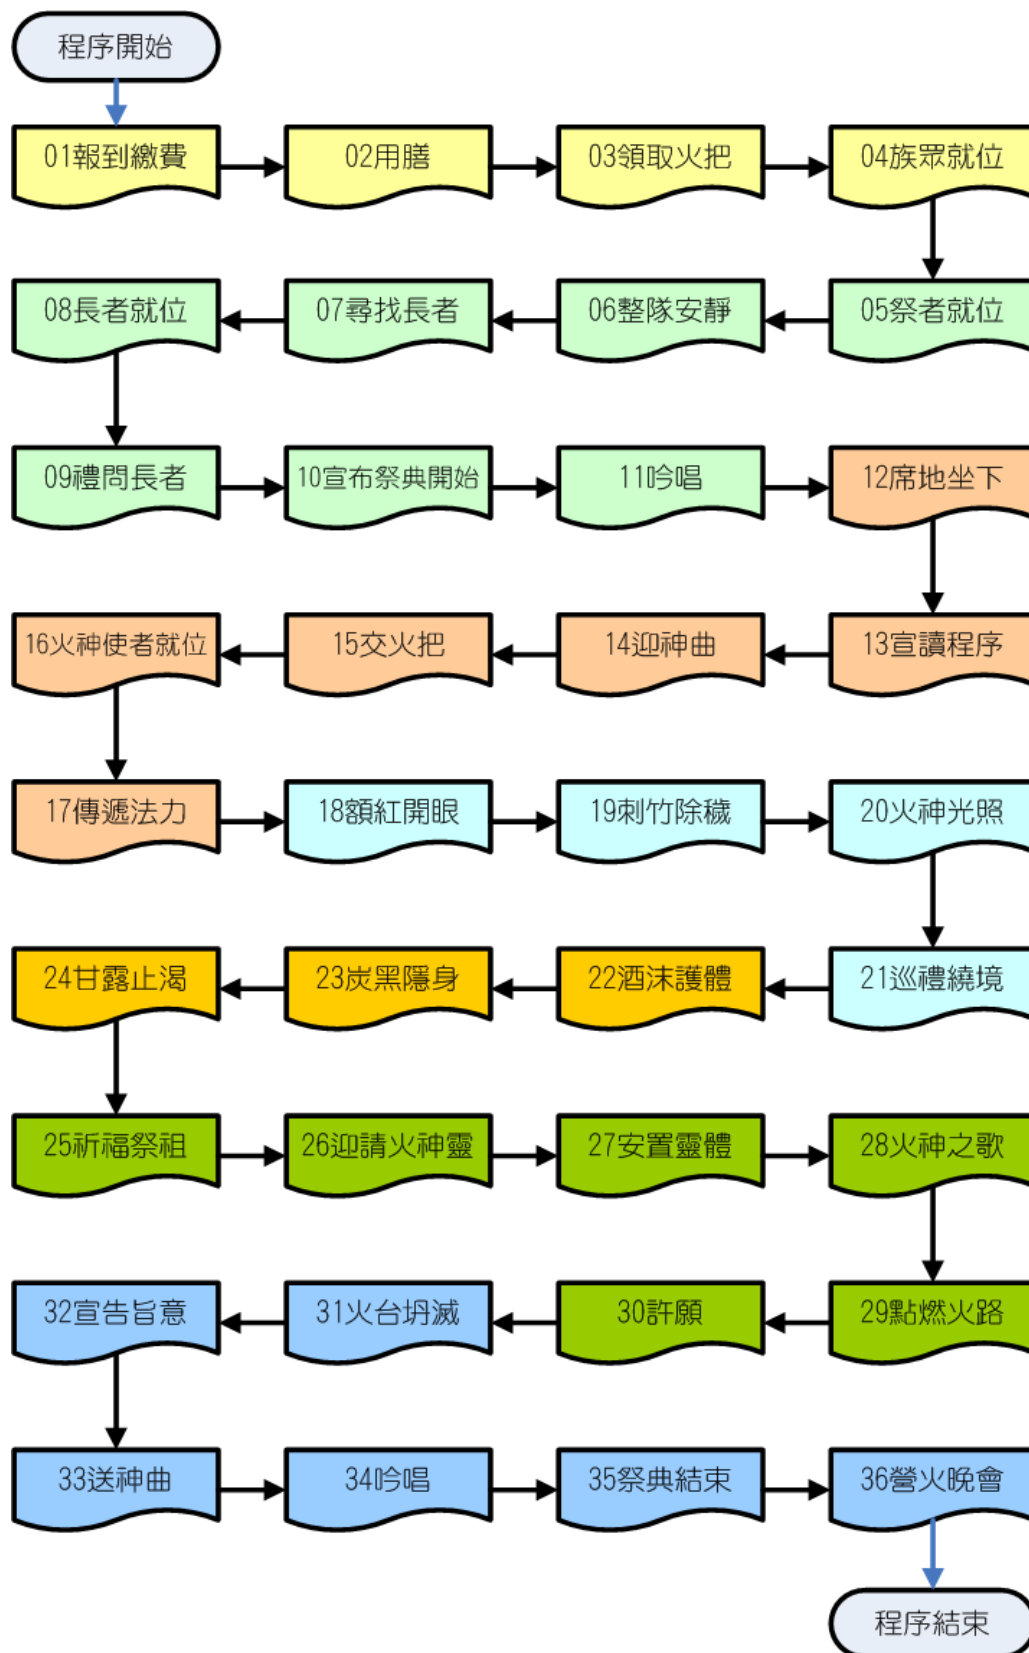 程序開始
01報到繳費
02用膳
03領取火把
04族眾就位
05祭者就位
06整隊安靜
07尋找長者
08長者就位
09禮問長者
10宣布祭典開始
11吟唱
12席地坐下
13宣讀程序
14迎神曲
15交火把
16火神使者就位
17傳遞法力
18額紅開眼
19刺竹除穢
20火神光照
21巡禮繞境
22酒沫護體
23炭黑隱身
24甘露止渴
25祈福祭祖
26迎請火神靈
27安置靈體
28火神之歌
29點燃火路
30許願
31火台坍滅
32宣告旨意
33送神曲
34吟唱
35祭典結束
36營火晚會
程序結束